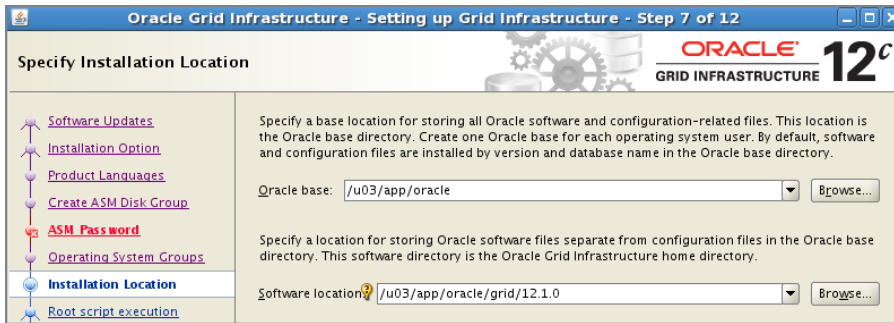 Oracle Grid Infrastructure - Setting up Grid Infrastructure - Step 7 of 12
Specify Installation Location
ORACLE
GRID INFRASTRUCTURE
12c
Software Updates
Installation Option
Product Languages
Create ASM Disk Group
ASM Password
Operating System Groups
Installation Location
Root script execution
Specify a base location for storing all Oracle software and configuration-related files. This location is
the Oracle base directory. Create one Oracle base for each operating system user. By default, software
and configuration files are installed by version and database name in the Oracle base directory.
Oracle base: /u03/app/oracle Browse...
Specify a location for storing Oracle software files separate from configuration files in the Oracle base
directory. This software directory is the Oracle Grid Infrastructure home directory.
Software location: /u03/app/oracle/grid/12.1.0 Browse...